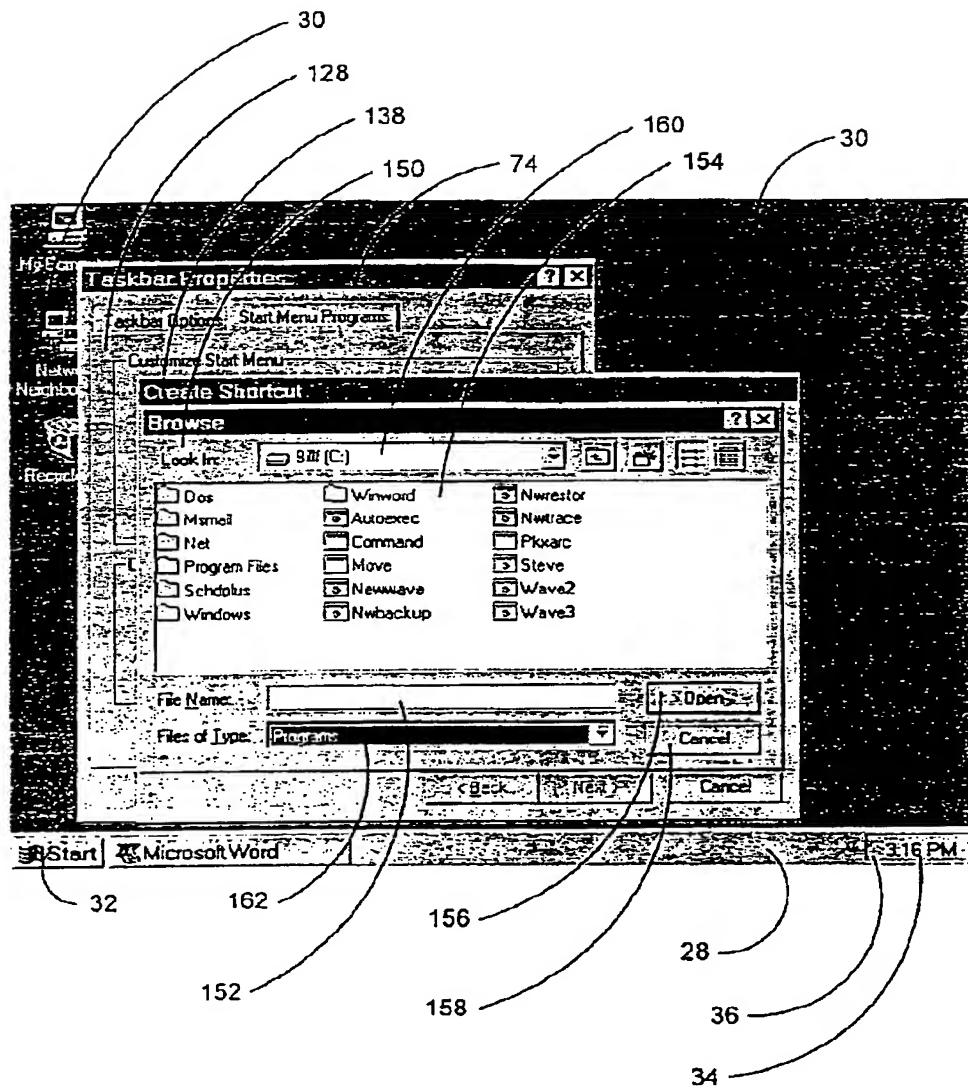 30
128
138
150
160
74
154
30
Taskbar Properties
Taskbar Options Start Menu Programs
Customize Start Menu
Create Shortcut
Browse
Look In: (C:)
Dos
Msmail
Net
Program Files
Schdplus
Windows
Winword
Autoexec
Command
Move
Newwave
Nwbackup
Nwrestor
Nwtrace
Pkxarc
Steve
Wave2
Wave3
File Name:
Open
Files of Type: Programs
Cancel
< Back
Next >
Cancel
Start
Microsoft Word
3:16 PM
32
162
156
28
152
158
36
34